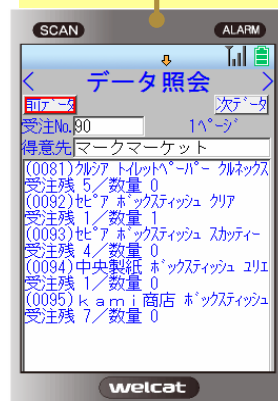 SCAN
ALARM
< データ照会 >
前データ
次データ
受注No.90
1ページ
得意先 マークマーケット
(0081)クルシア トイレットペーパー クルネックス
受注残 5/数量 0
(0092)セピア ボックスティッシュ クリア
受注残 1/数量 1
(0093)セピア ボックスティッシュ スカッティー
受注残 4/数量 0
(0094)中央製紙 ボックスティッシュ ユリエ
受注残 1/数量 0
(0095)ｋａｍｉ商店 ボックスティッシュ
受注残 7/数量 0
welcat